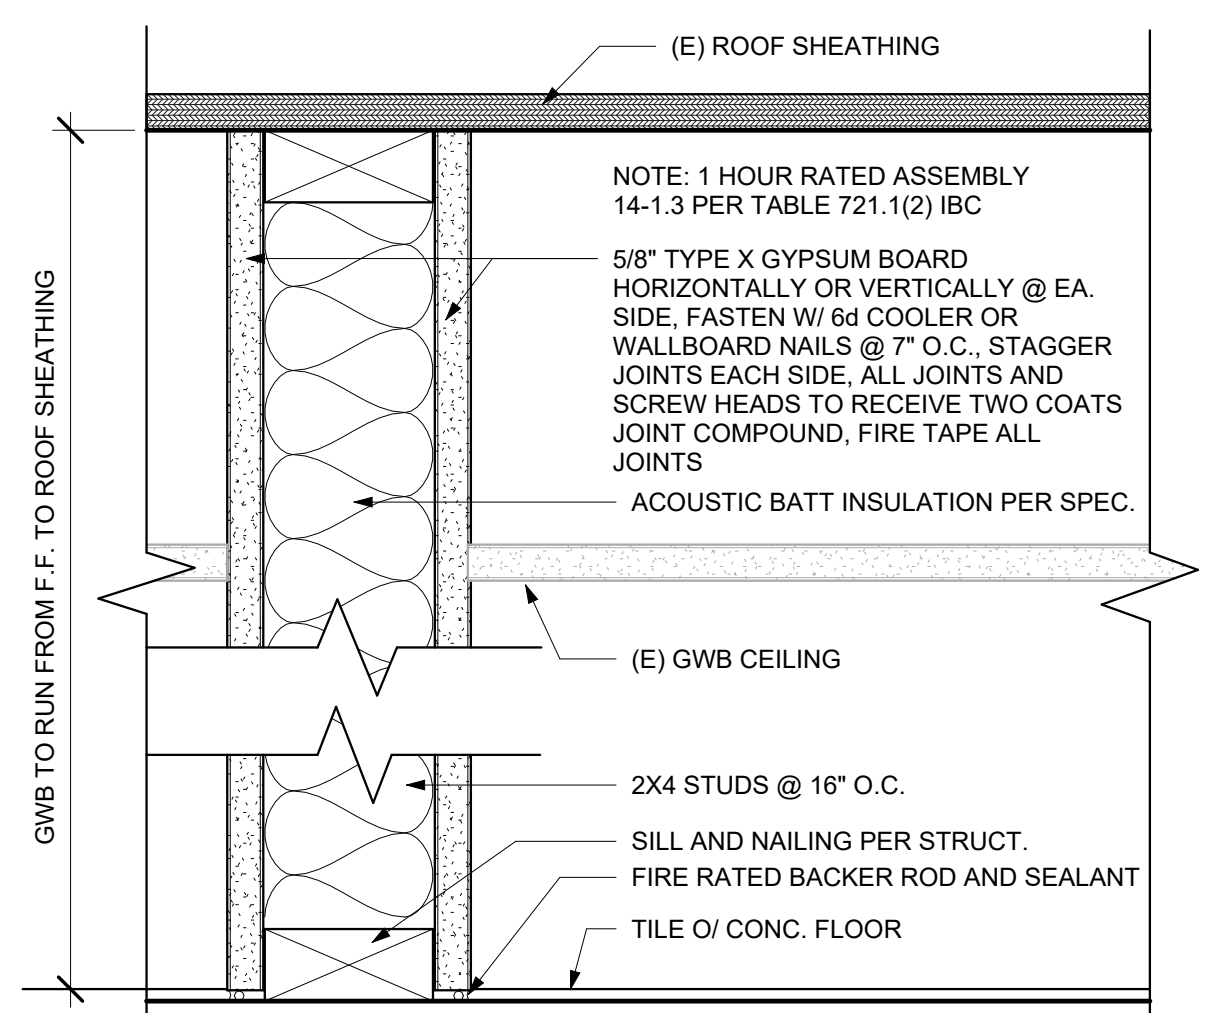 (E) ROOF SHEATHING
NOTE: 1 HOUR RATED ASSEMBLY
14-1.3 PER TABLE 721.1(2) IBC
5/8" TYPE X GYPSUM BOARD
HORIZONTALLY OR VERTICALLY @ EA.
SIDE, FASTEN W/ 6d COOLER OR
WALLBOARD NAILS @ 7" O.C., STAGGER
JOINTS EACH SIDE, ALL JOINTS AND
SCREW HEADS TO RECEIVE TWO COATS
JOINT COMPOUND, FIRE TAPE ALL
JOINTS
ACOUSTIC BATT INSULATION PER SPEC.
(E) GWB CEILING
2X4 STUDS @ 16" O.C.
SILL AND NAILING PER STRUCT.
FIRE RATED BACKER ROD AND SEALANT
TILE O/ CONC. FLOOR
GWB TO RUN FROM F.F. TO ROOF SHEATHING